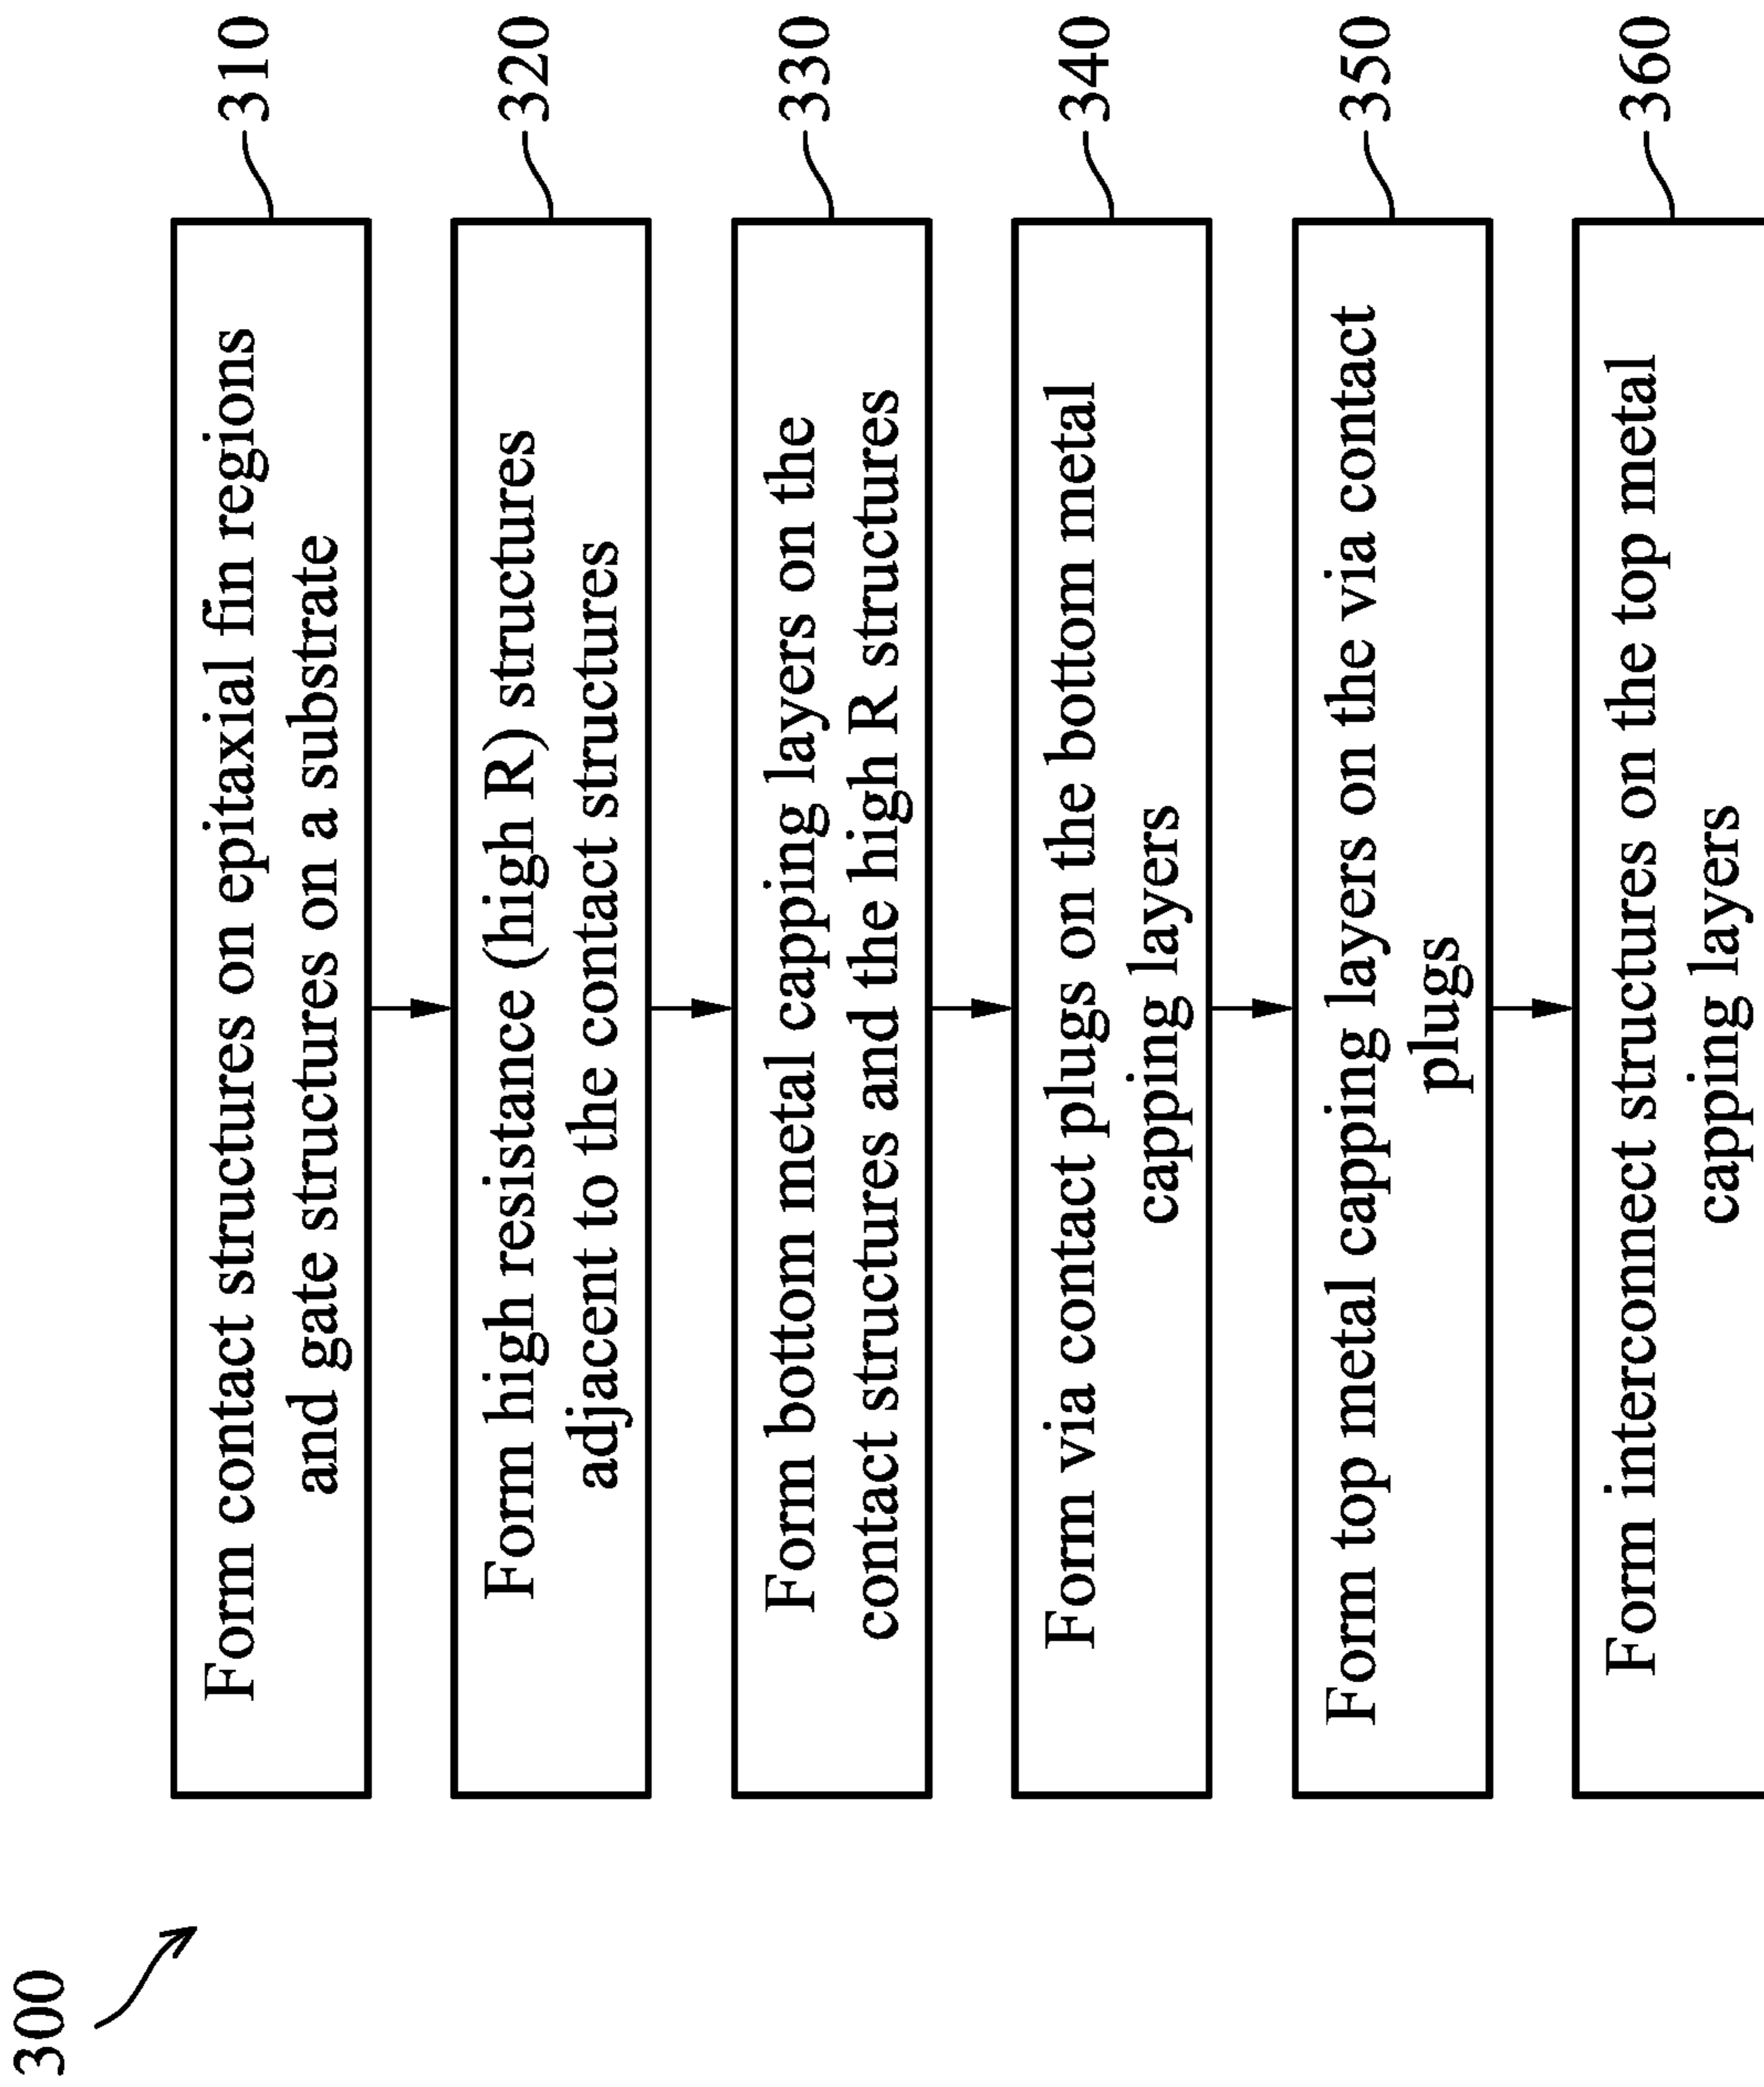 300
Form contact structures on epitaxial fin regions
and gate structures on a substrate
310
Form high resistance (high R) structures
adjacent to the contact structures
320
Form bottom metal capping layers on the
contact structures and the high R structures
330
Form via contact plugs on the bottom metal
capping layers
340
Form top metal capping layers on the via contact
plugs
350
Form interconnect structures on the top metal
capping layers
360